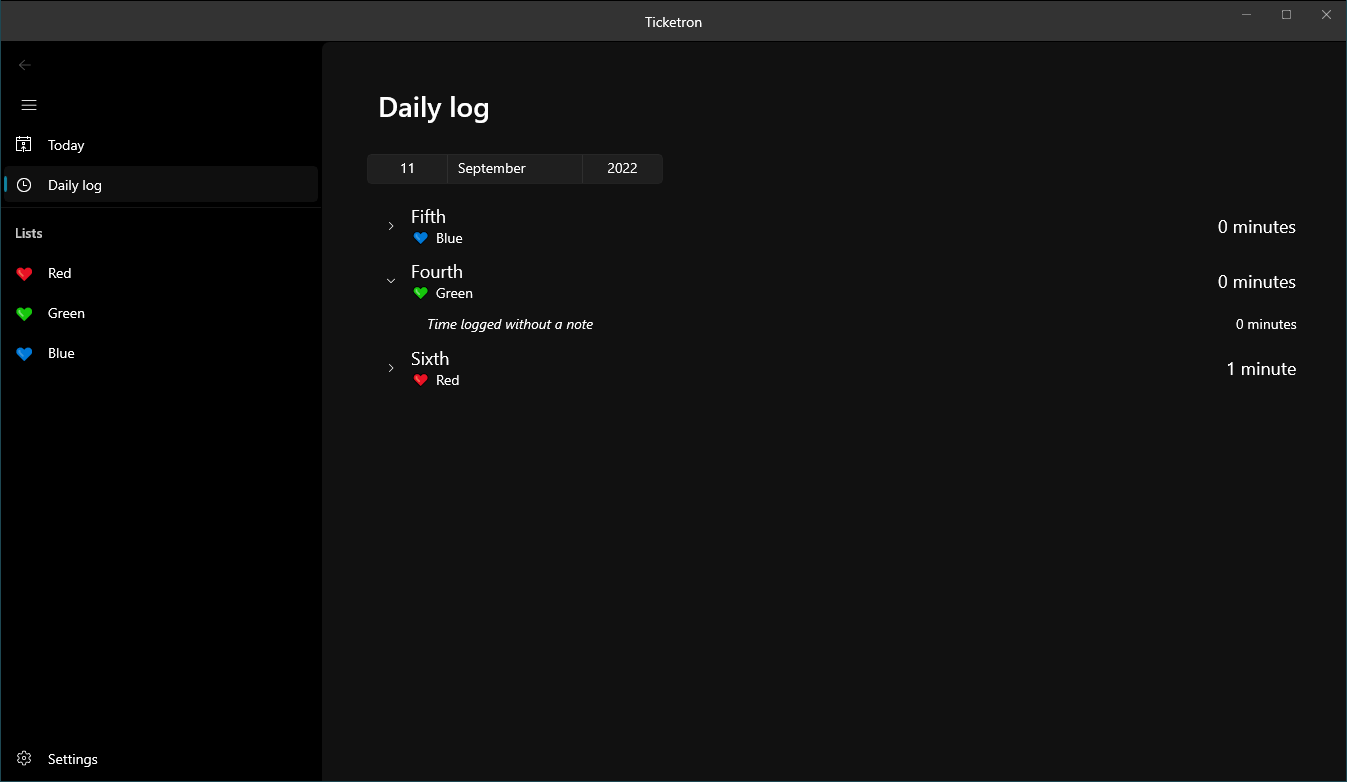 Ticketron
Today
Daily log
Lists
Red
Green
Blue
Settings
Daily log
11 September 2022
Fifth
Blue
0 minutes
Fourth
Green
0 minutes
Time logged without a note 0 minutes
Sixth
Red
1 minute